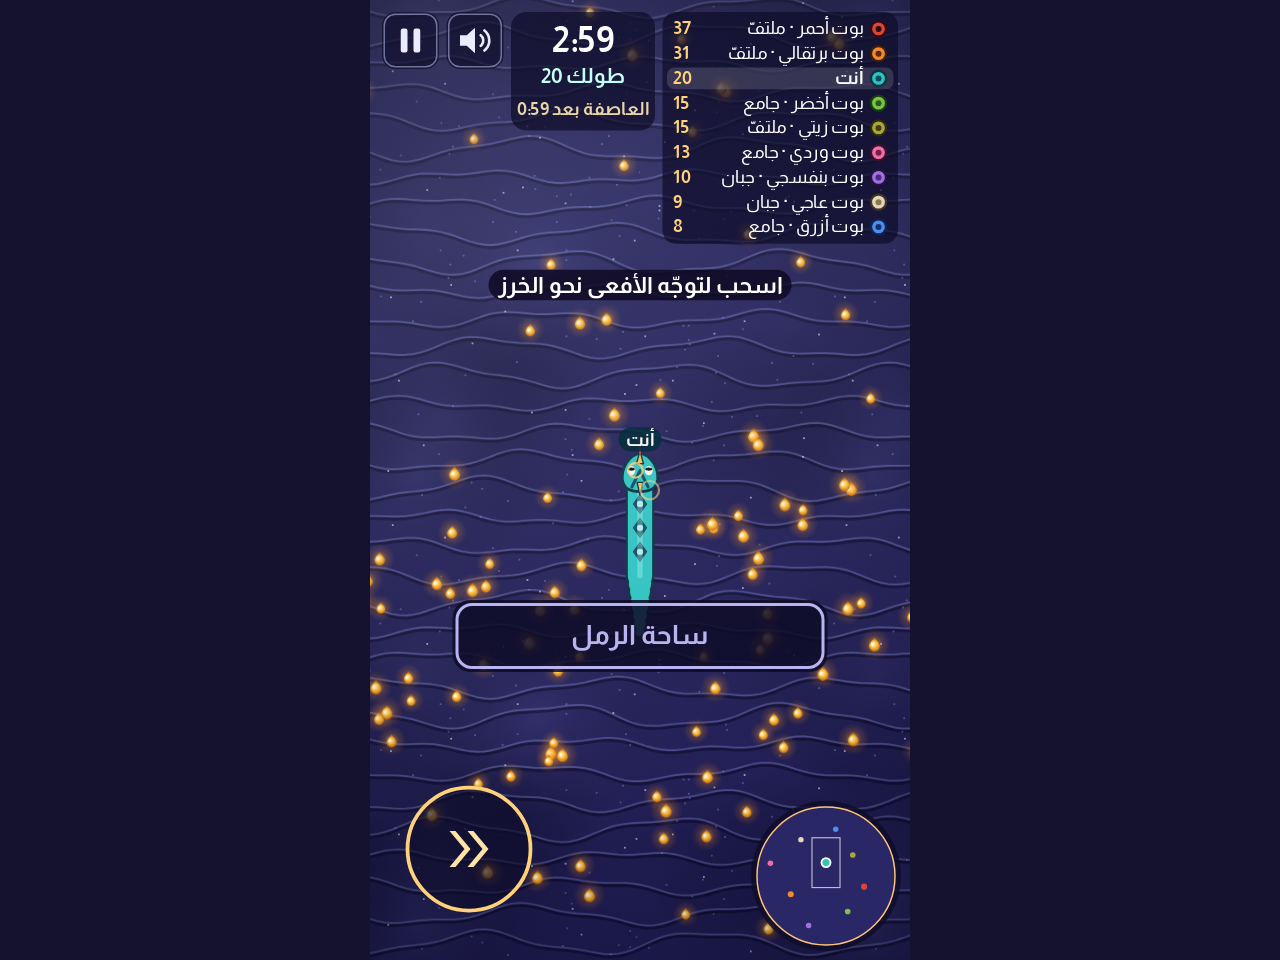 بوت أحمر · ملتفّ 37
بوت برتقالي · ملتفّ 31
أنت 20
بوت أخضر · جامع 15
بوت زيتي · ملتفّ 15
بوت وردي · جامع 13
بوت بنفسجي · جبان 10
بوت عاجي · جبان 9
بوت أزرق · جامع 8
2:59
طولك 20
العاصفة بعد 0:59
اسحب لتوجّه الأفعى نحو الخرز
أنت
ساحة الرمل